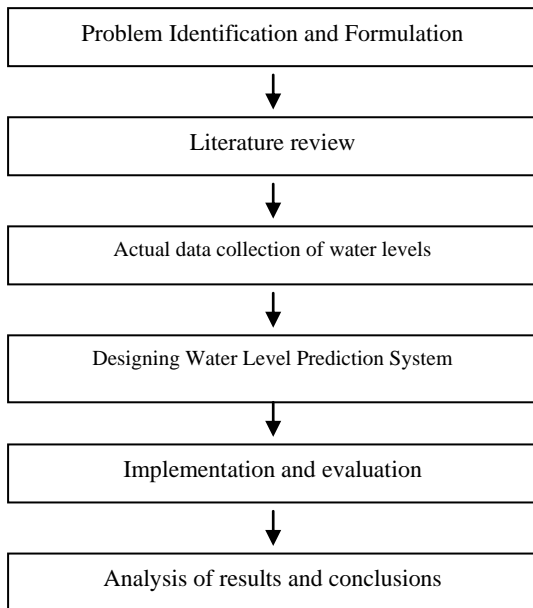 Problem Identification and Formulation
Literature review
Actual data collection of water levels
Designing Water Level Prediction System
Implementation and evaluation
Analysis of results and conclusions